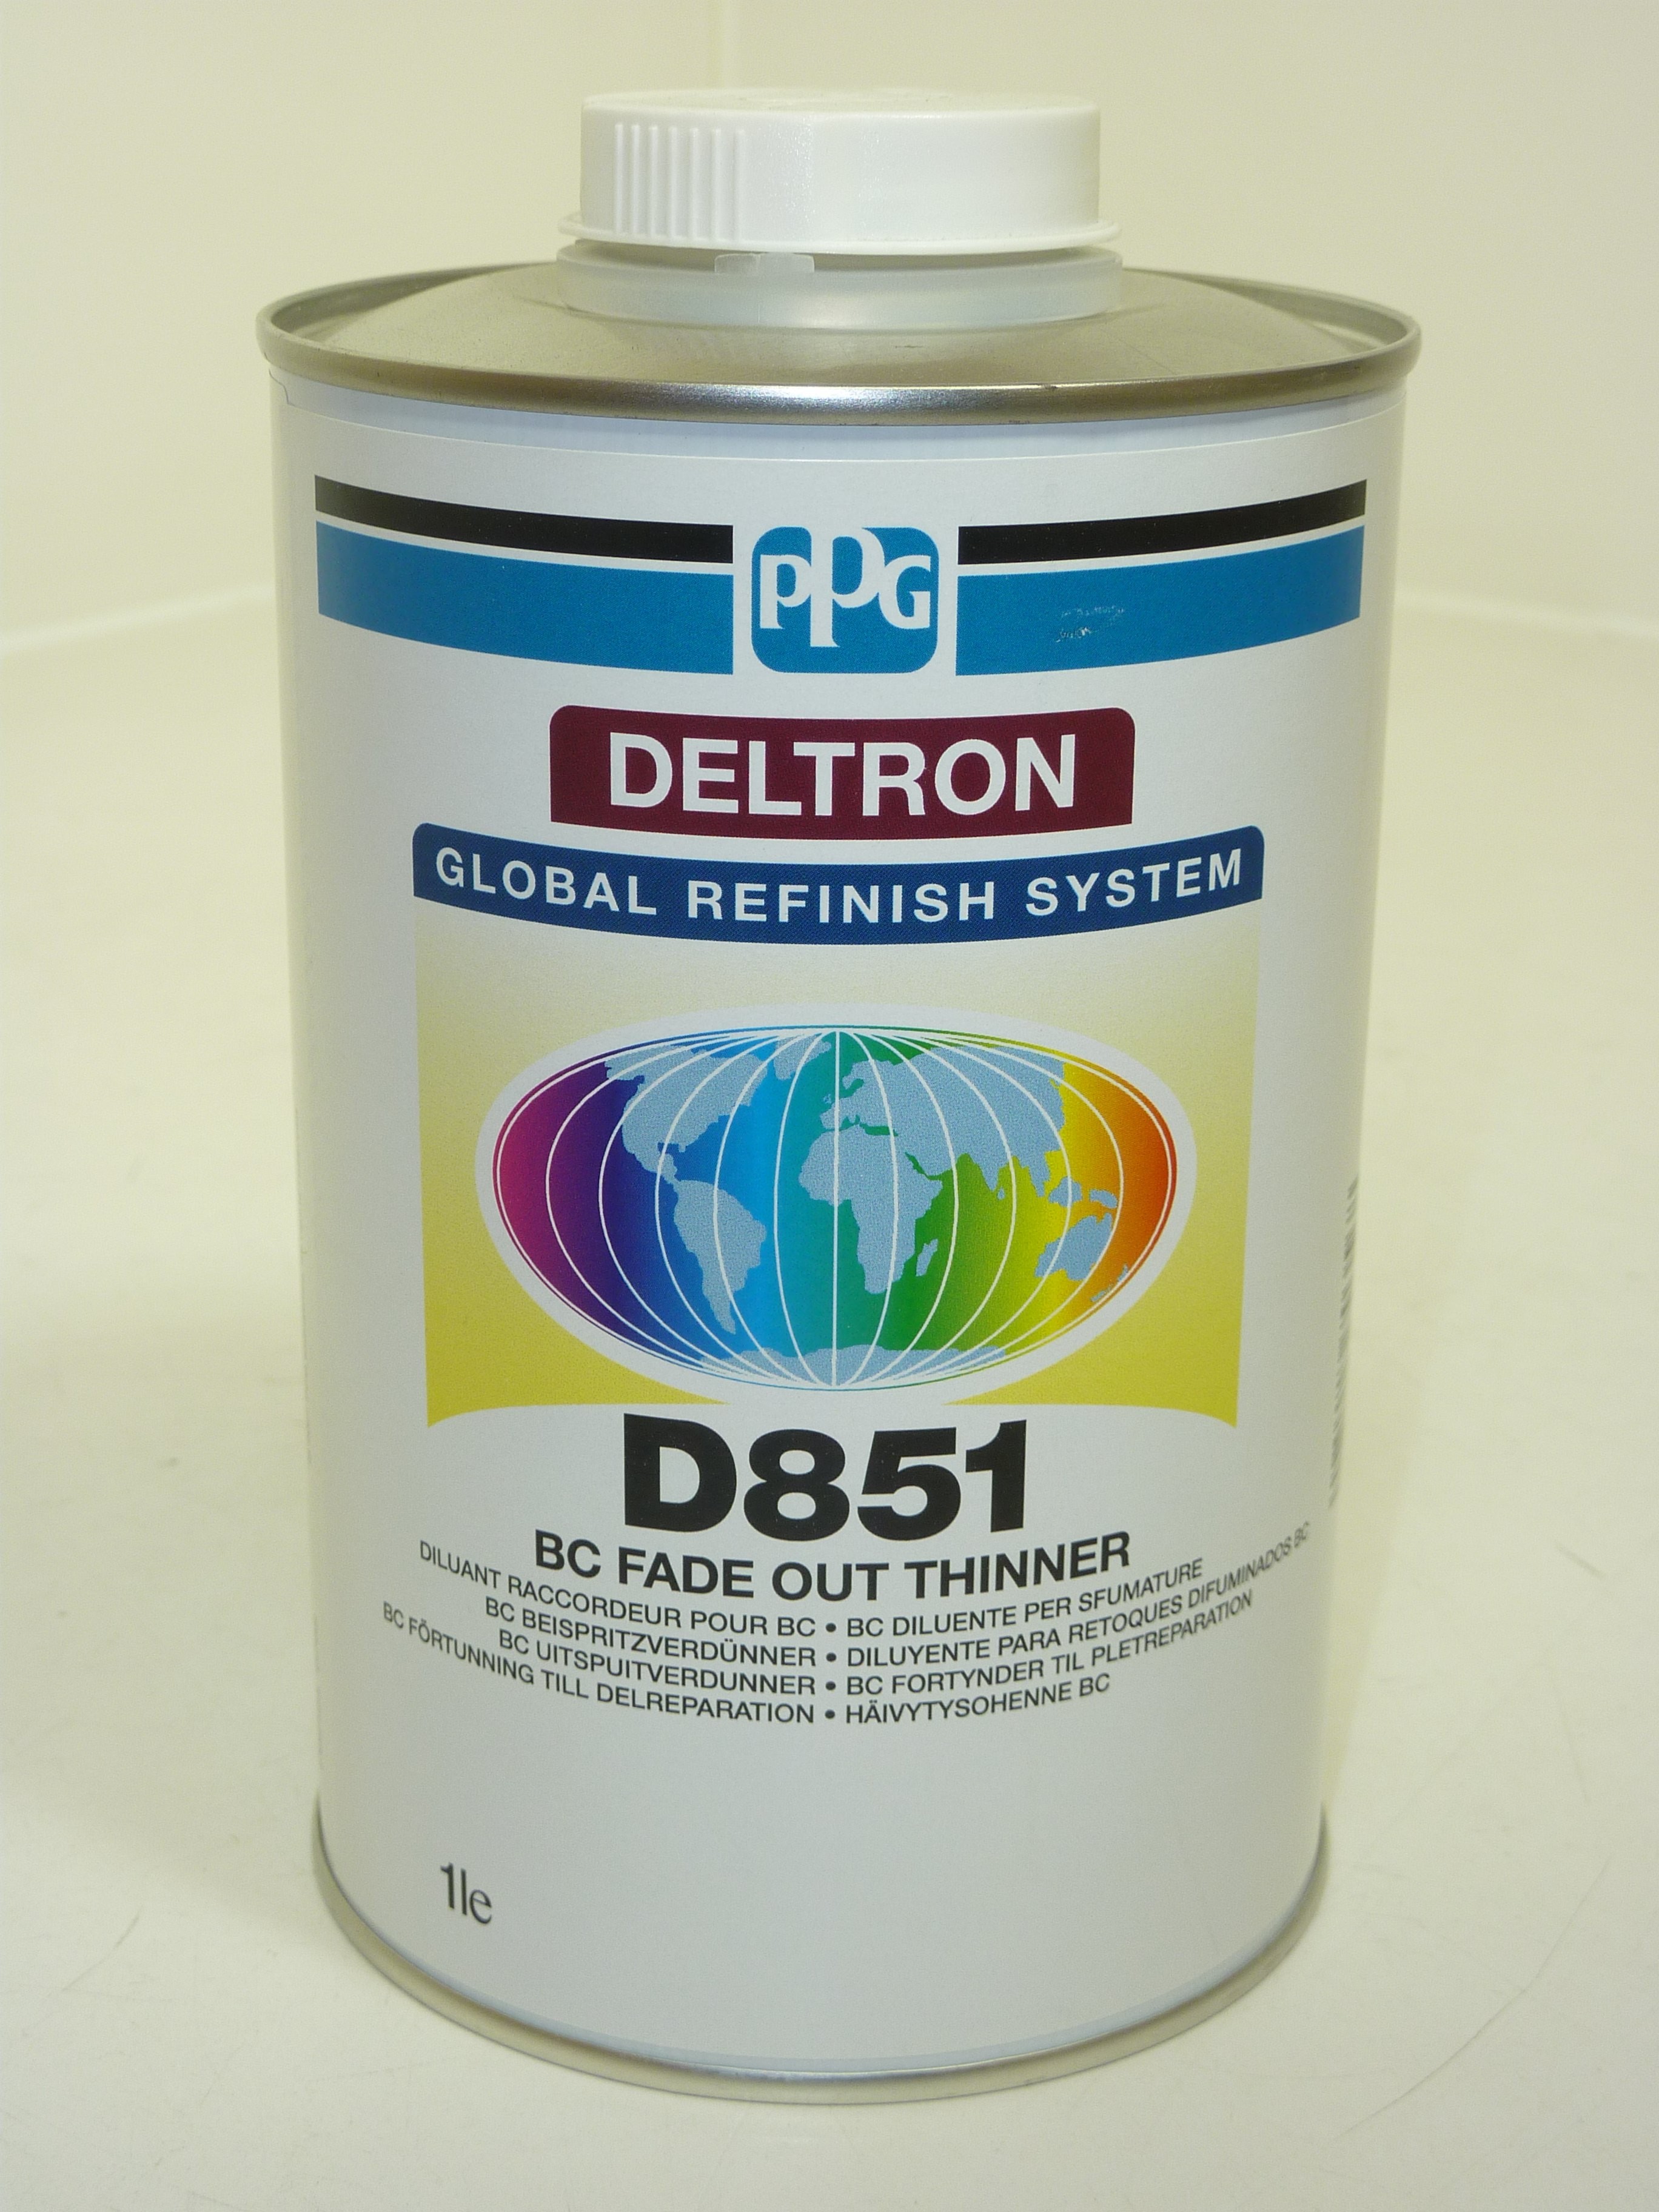 PPG
DELTRON
GLOBAL REFINISH SYSTEM
D851
BC FADE OUT THINNER
DILUANT RACCORDEUR POUR BC • BC DILUENTE PER SFUMATURE
BC BEISPRITZVERDÜNNER • DILUYENTE PARA RETOQUES DIFUMINADOS BC
BC UITSPUITVERDUNNER • BC FORTYNDER TIL PLETREPARATION
BC FÖRTUNNING TILL DELREPARATION • HÄIVYTYSOHENNE BC
1le